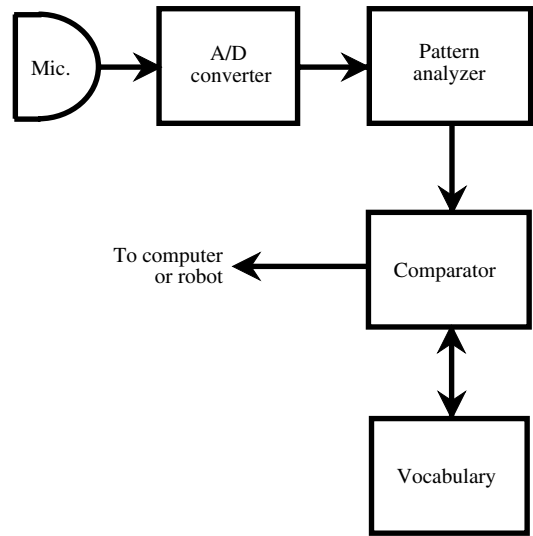 Mic.
A/D
converter
Pattern
analyzer
To computer
or robot
Comparator
Vocabulary